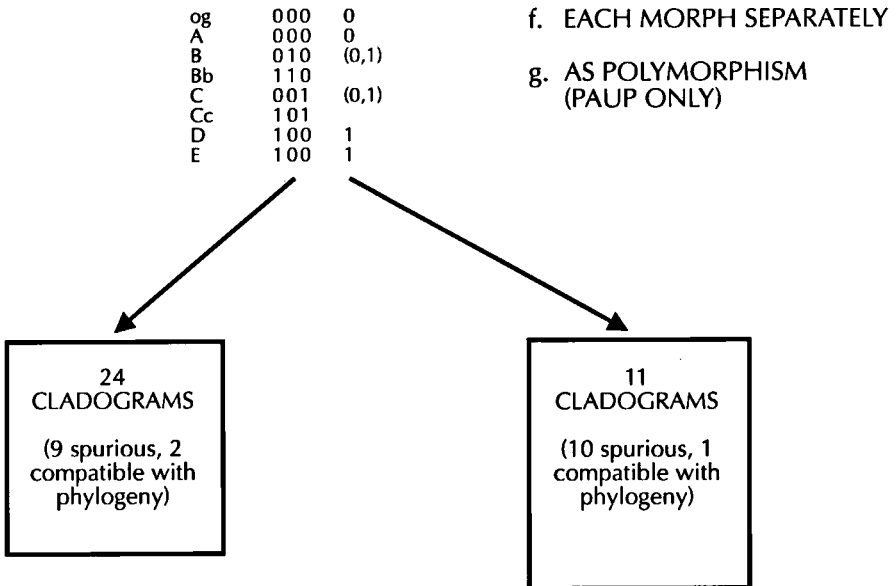 og 000 0
A 000 0
B 010 (0,1)
Bb 110
C 001 (0,1)
Cc 101
D 100 1
E 100 1
f. EACH MORPH SEPARATELY
g. AS POLYMORPHISM
(PAUP ONLY)
24
CLADOGRAMS
(9 spurious, 2
compatible with
phylogeny)
11
CLADOGRAMS
(10 spurious, 1
compatible with
phylogeny)